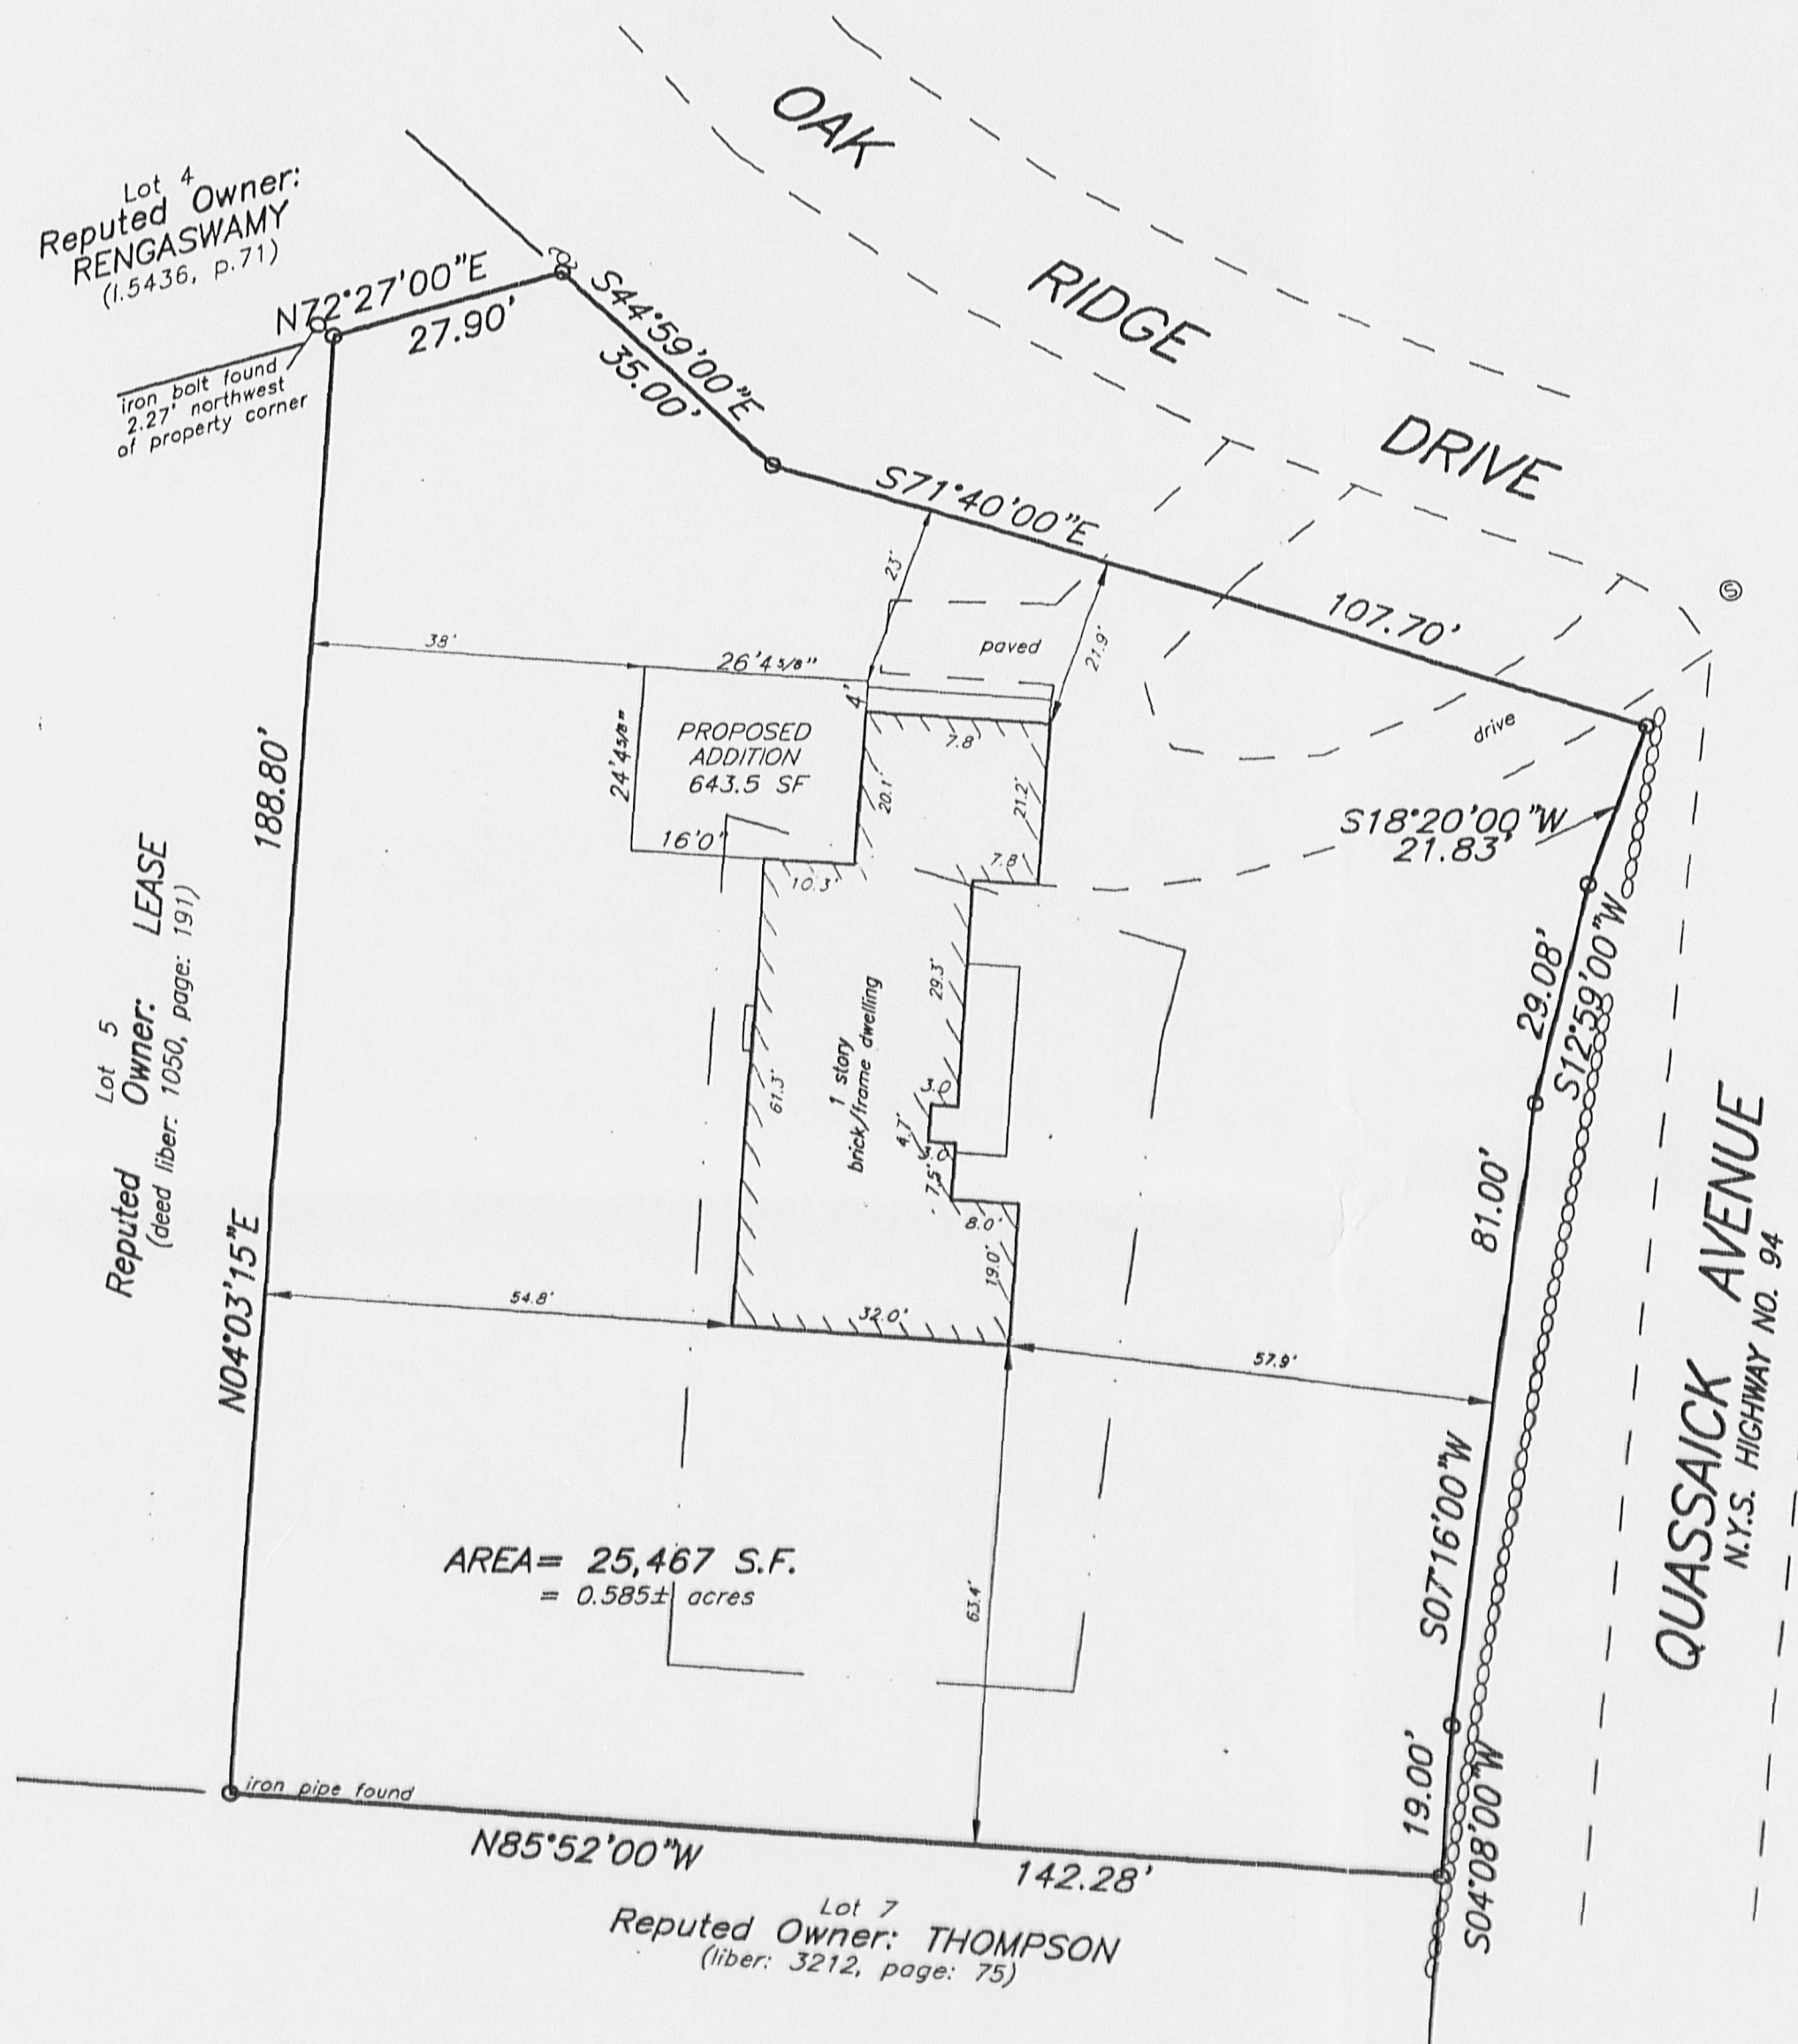 OAK
RIDGE
DRIVE
Lot 4
Reputed Owner:
RENGASWAMY
(l.5436, p.71)
N72°27'00"E
27.90'
iron bolt found
2.27' northwest
of property corner
S44°59'00"E
35.00'
S71°40'00"E
107.70'
S
23'
paved
21.9'
38'
26'4 5/8"
4'
PROPOSED
ADDITION
643.5 SF
24'4 5/8"
16'0"
7.8'
20.1'
21.2'
7.8'
10.3'
drive
S18°20'00"W
21.83'
188.80'
N04°03'15"E
Lot 5
Reputed Owner: LEASE
(deed liber: 1050, page: 191)
29.3'
1 story
brick/frame dwelling
61.3'
3.0'
4.7'
3.0'
7.5'
8.0'
19.0'
32.0'
54.8'
57.9'
29.08'
S12°59'00"W
81.00'
S07°16'00"W
QUASSAICK AVENUE
N.Y.S. HIGHWAY NO. 94
AREA= 25,467 S.F.
= 0.585± acres
63.4'
19.00'
S04°08'00"W
iron pipe found
N85°52'00"W
142.28'
Lot 7
Reputed Owner: THOMPSON
(liber: 3212, page: 75)